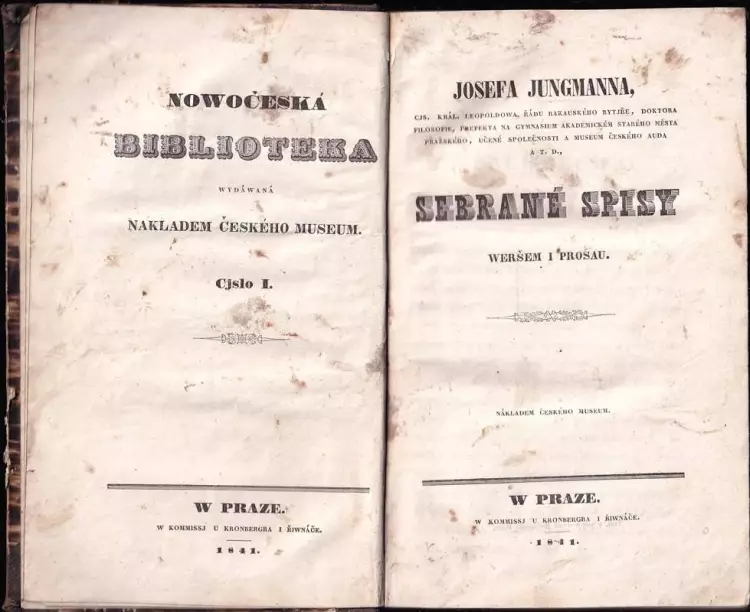 NOWOČESKÁ
BIBLIOTEKA
WYDÁWANÁ
NAKLADEM ČESKÉHO MUSEUM.
Cjslo I.
W PRAZE.
W KOMMISSJ U KRONBERGRA I ŘIWNÁČE.
1841.
JOSEFA JUNGMANNA,
CJS. KRÁL. LEOPOLDOWA, ŘÁDU RAKAUSKÉHO RYTJŘE, DOKTORA
FILOSOFIE, PREFEKTA NA GYMNASIUM AKADEMICKÉM STARÉHO MĚSTA
PRAŽSKÉHO, UČENÉ SPOLEČNOSTI A MUSEUM ČESKÉHO AUDA
A T. D.,
SEBRANÉ SPISY
WERŠEM I PROSAU.
NÁKLADEM ČESKÉHO MUSEUM.
W PRAZE.
W KOMMISSJ U KRONBERGRA I ŘIWNÁČE.
1841.